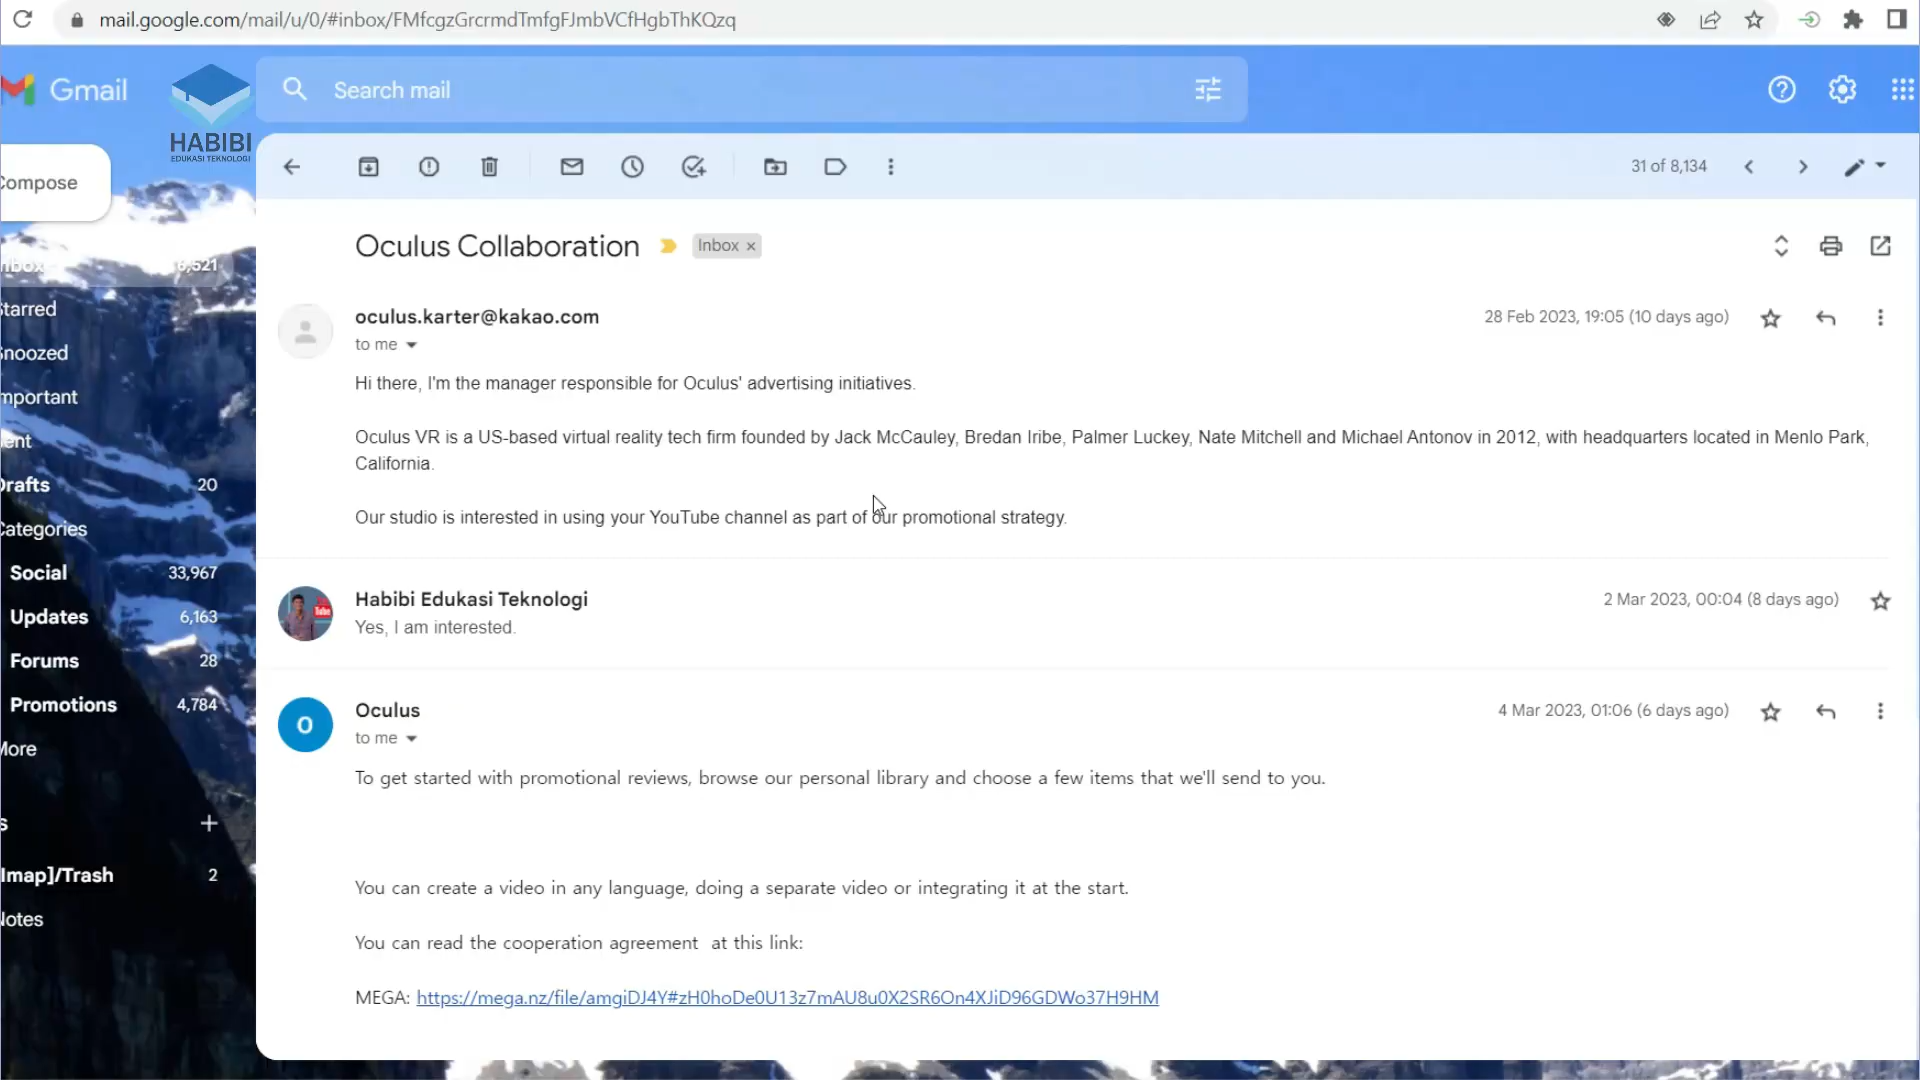 mail.google.com/mail/u/0/#inbox/FMfcgzGrcrmdTmfgFJmbVCfHgbThKQzq
Gmail
HABIBI
EDUKASI TEKNOLOGI
Search mail
Compose
31 of 8,134
Oculus Collaboration
Inbox ×
nbox 6,521
Starred
Snoozed
mportant
ent
Drafts 20
Categories
Social 33,967
Updates 6,163
Forums 28
Promotions 4,784
More
s +
Imap]/Trash 2
Notes
oculus.karter@kakao.com
28 Feb 2023, 19:05 (10 days ago)
to me
Hi there, I'm the manager responsible for Oculus' advertising initiatives.
Oculus VR is a US-based virtual reality tech firm founded by Jack McCauley, Bredan Iribe, Palmer Luckey, Nate Mitchell and Michael Antonov in 2012, with headquarters located in Menlo Park,
California.
Our studio is interested in using your YouTube channel as part of our promotional strategy.
Habibi Edukasi Teknologi
2 Mar 2023, 00:04 (8 days ago)
Yes, I am interested.
O
Oculus
4 Mar 2023, 01:06 (6 days ago)
to me
To get started with promotional reviews, browse our personal library and choose a few items that we'll send to you.
You can create a video in any language, doing a separate video or integrating it at the start.
You can read the cooperation agreement at this link:
MEGA: https://mega.nz/file/amgiDJ4Y#zH0hoDe0U13z7mAU8u0X2SR6On4XJiD96GDWo37H9HM